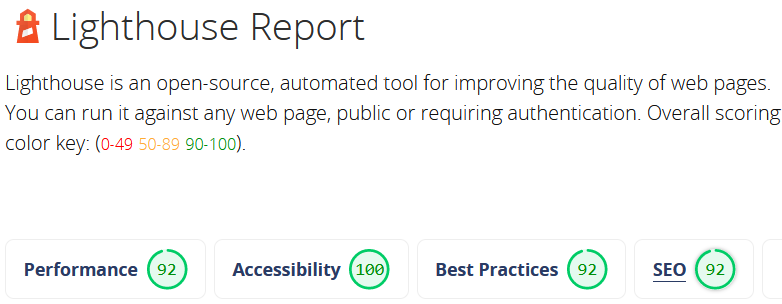 Lighthouse Report
Lighthouse is an open-source, automated tool for improving the quality of web pages.
You can run it against any web page, public or requiring authentication. Overall scoring
color key: (0-49 50-89 90-100).
Performance 92 Accessibility 100 Best Practices 92 SEO 92